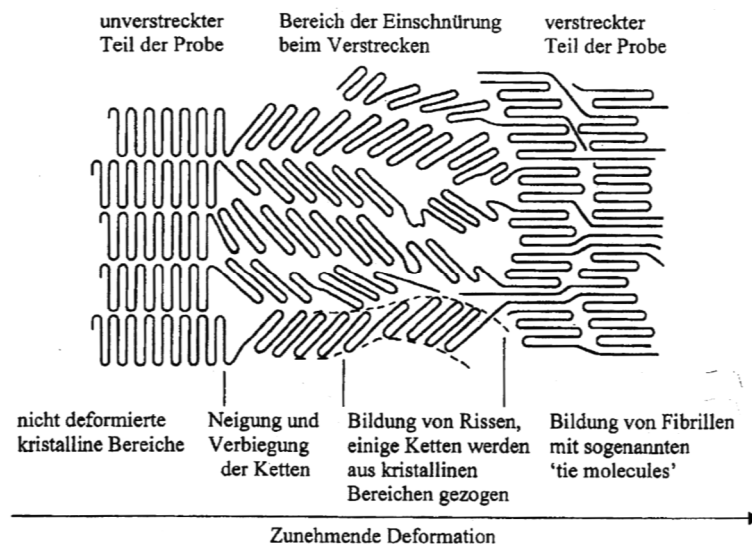 unverstreckter
Teil der Probe
Bereich der Einschnürung
beim Verstrecken
verstreckter
Teil der Probe
nicht deformierte
kristalline Bereiche
Neigung und
Verbiegung
der Ketten
Bildung von Rissen,
einige Ketten werden
aus kristallinen
Bereichen gezogen
Bildung von Fibrillen
mit sogenannten
‘tie molecules’
Zunehmende Deformation